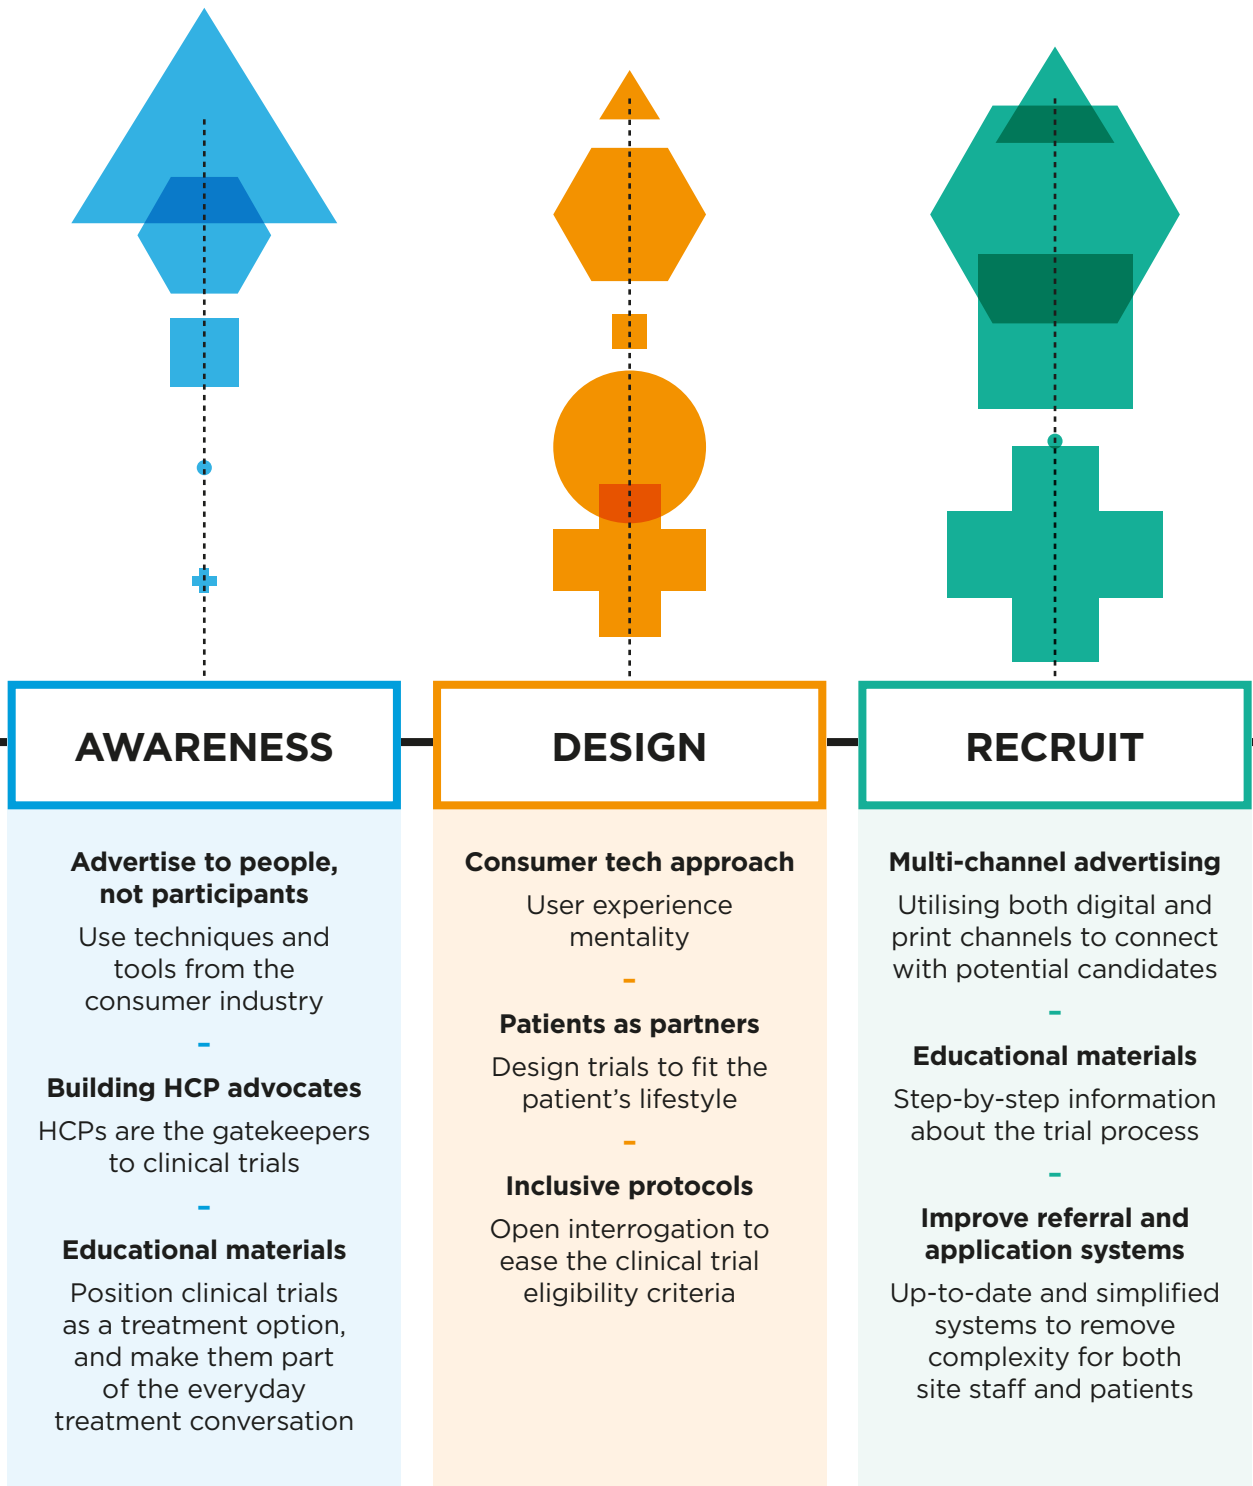 AWARENESS
Advertise to people,
not participants
Use techniques and
tools from the
consumer industry
–
Building HCP advocates
HCPs are the gatekeepers
to clinical trials
–
Educational materials
Position clinical trials
as a treatment option,
and make them part
of the everyday
treatment conversation
DESIGN
Consumer tech approach
User experience
mentality
–
Patients as partners
Design trials to fit the
patient’s lifestyle
–
Inclusive protocols
Open interrogation to
ease the clinical trial
eligibility criteria
RECRUIT
Multi-channel advertising
Utilising both digital and
print channels to connect
with potential candidates
–
Educational materials
Step-by-step information
about the trial process
–
Improve referral and
application systems
Up-to-date and simplified
systems to remove
complexity for both
site staff and patients